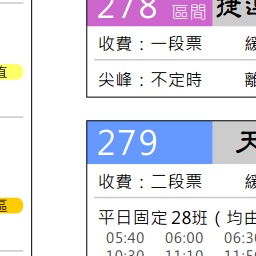 直
區
278 區間 捷運
收費：一段票 緩
尖峰：不定時 離
279 天
收費：二段票 緩
平日固定 28班（均由
05:40 06:00 06:30
10:30 11:10 11:50